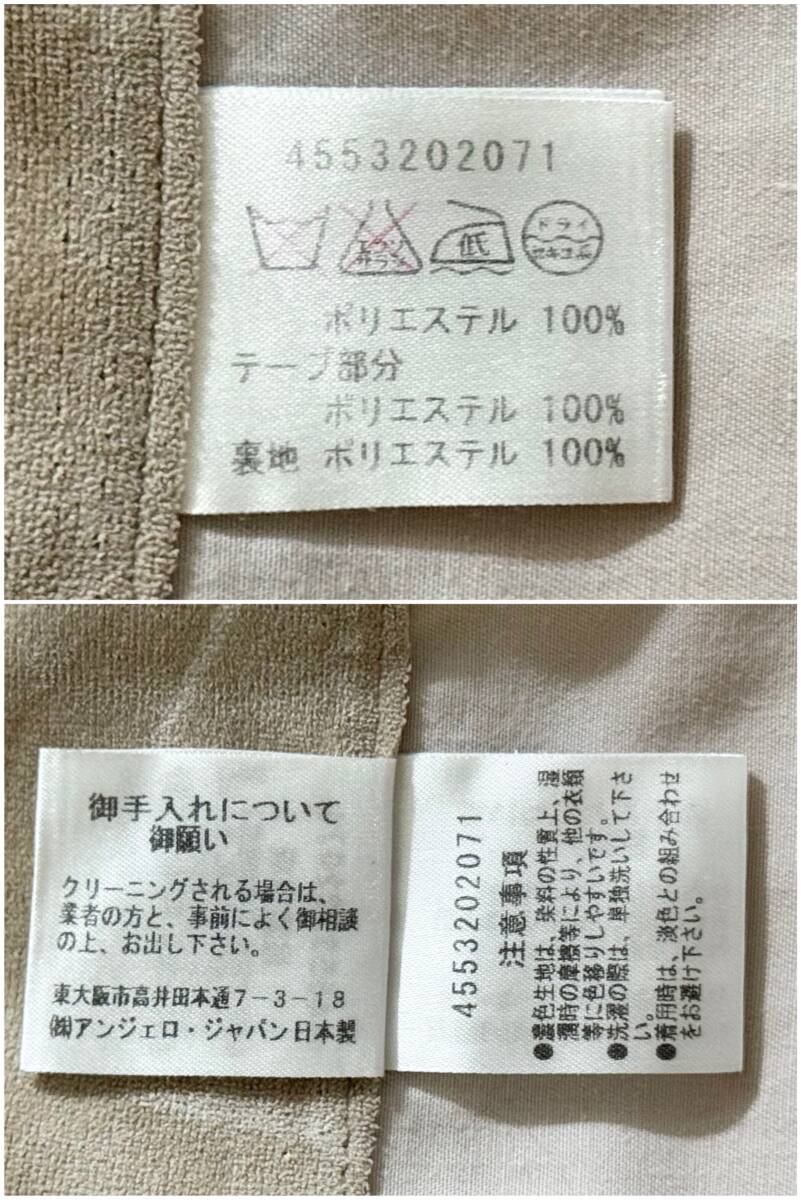 4553202071
エンソ
サラシ
低
ドライ
セキユ系
ポリエステル 100%
テープ部分
ポリエステル 100%
裏地 ポリエステル 100%
御手入れについて
御願い
クリーニングされる場合は、
業者の方と、事前によく御相談
の上、お出し下さい。
東大阪市高井田本通7-3-18
㈱アンジェロ・ジャパン日本製
4553202071
注意事項
●濃色生地は、染料の性質上、湿
潤時の摩擦等により、他の衣類
等に色移りしやすいです。
●洗濯の際は、単独洗いして下さ
い。
●着用時は、淡色との組み合わせ
をお避け下さい。